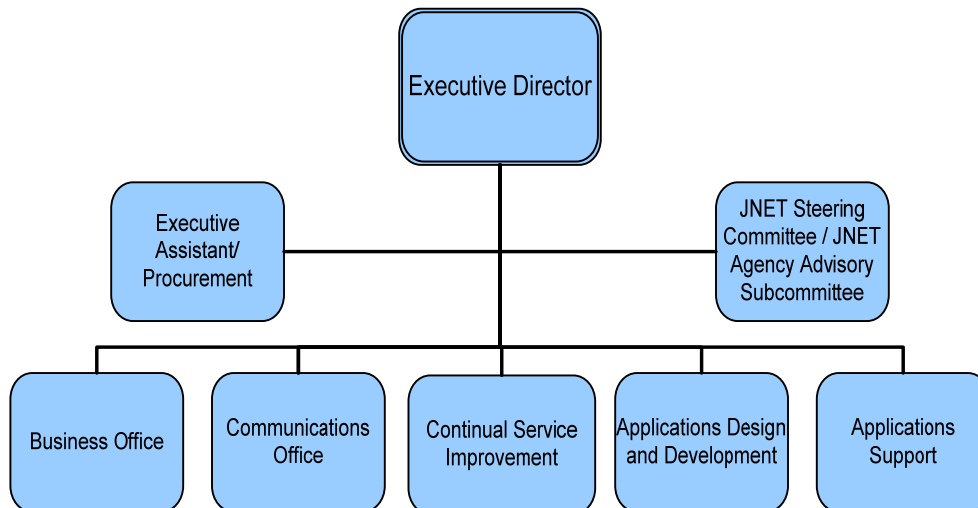 Executive Director
Executive
Assistant/
Procurement
JNET Steering
Committee / JNET
Agency Advisory
Subcommittee
Business Office
Communications
Office
Continual Service
Improvement
Applications Design
and Development
Applications
Support